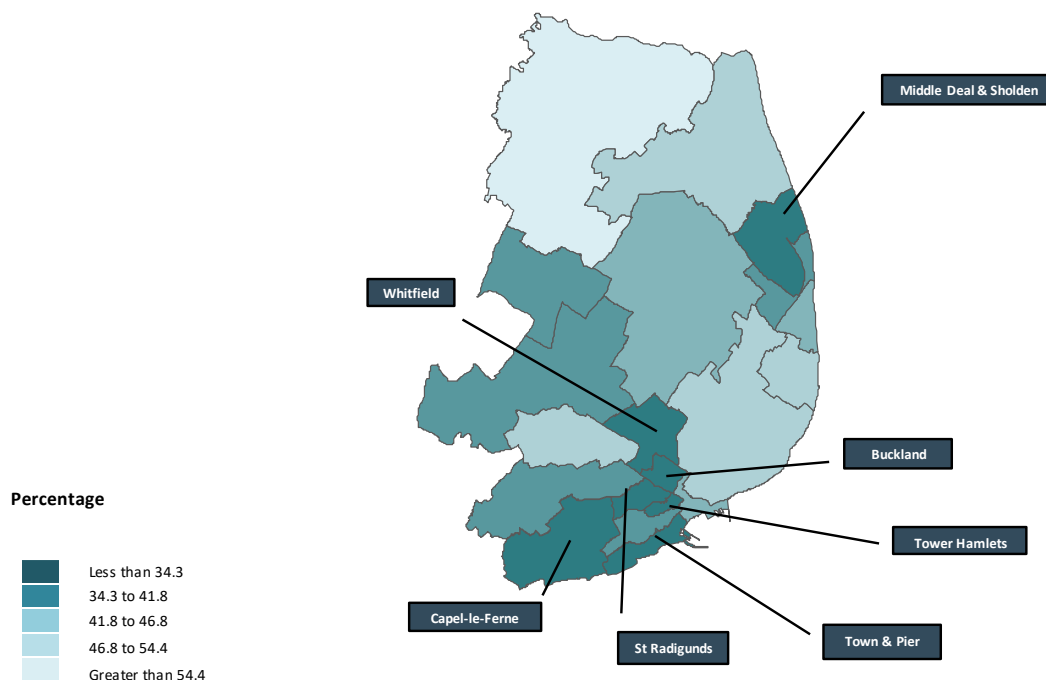 Middle Deal & Sholden
Whitfield
Buckland
Percentage
Tower Hamlets
Less than 34.3
34.3 to 41.8
41.8 to 46.8
46.8 to 54.4
Greater than 54.4
Capel-le-Ferne
St Radigunds
Town & Pier